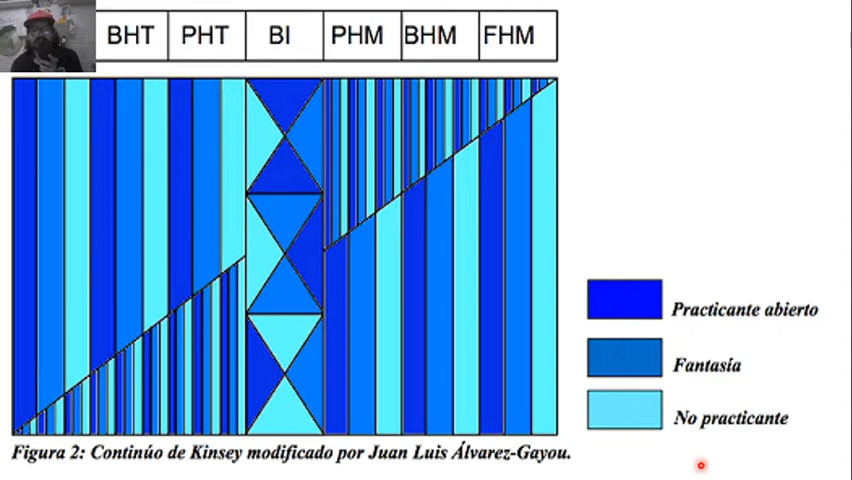 BHT PHT BI PHM BHM FHM
Practicante abierto
Fantasía
No practicante
Figura 2: Continúo de Kinsey modificado por Juan Luis Álvarez-Gayou.